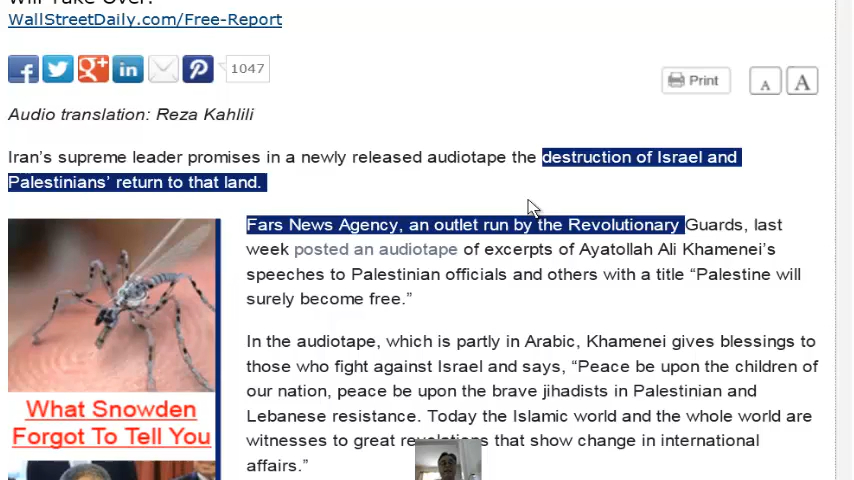 WallStreetDaily.com/Free-Report
1047
Print
A
A
Audio translation: Reza Kahlili
Iran's supreme leader promises in a newly released audiotape the destruction of Israel and
Palestinians' return to that land.
Fars News Agency, an outlet run by the Revolutionary Guards, last
week posted an audiotape of excerpts of Ayatollah Ali Khamenei's
speeches to Palestinian officials and others with a title “Palestine will
surely become free.”
In the audiotape, which is partly in Arabic, Khamenei gives blessings to
those who fight against Israel and says, “Peace be upon the children of
our nation, peace be upon the brave jihadists in Palestinian and
Lebanese resistance. Today the Islamic world and the whole world are
witnesses to great revelations that show change in international
affairs.”
What Snowden
Forgot To Tell You